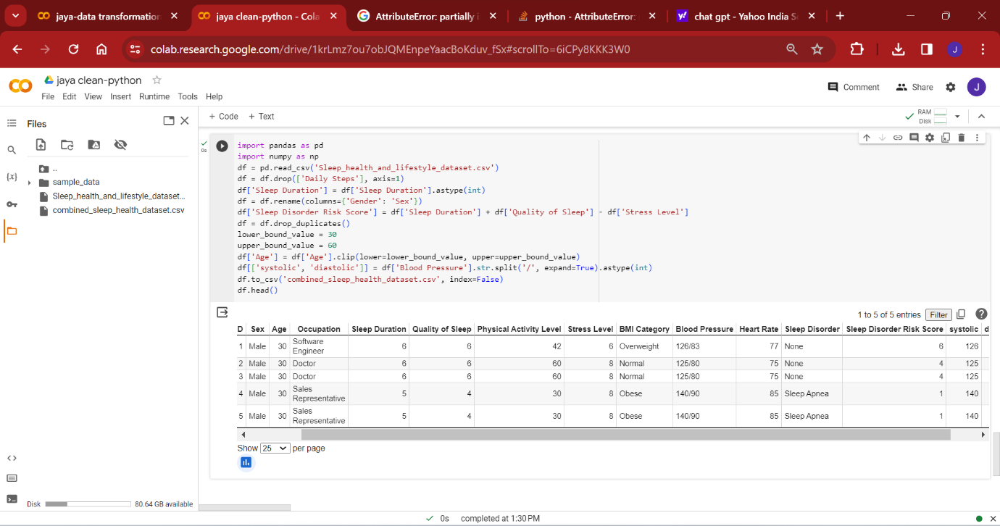 jaya-data transformation
jaya clean-python - Cola
AttributeError: partially i
python - AttributeError:
chat gpt - Yahoo India S
colab.research.google.com/drive/1krLmz7ou7obJQMEnpeYaacBoKduv_fSx#scrollTo=6iCPy8KKK3W0
J
jaya clean-python
File Edit View Insert Runtime Tools Help
Comment
Share
J
Files
+ Code + Text
RAM
Disk
{x}
..
sample_data
Sleep_health_and_lifestyle_dataset...
combined_sleep_health_dataset.csv
0s
import pandas as pd
import numpy as np
df = pd.read_csv('Sleep_health_and_lifestyle_dataset.csv')
df = df.drop(['Daily Steps'], axis=1)
df['Sleep Duration'] = df['Sleep Duration'].astype(int)
df = df.rename(columns={'Gender': 'Sex'})
df['Sleep Disorder Risk Score'] = df['Sleep Duration'] + df['Quality of Sleep'] - df['Stress Level']
df = df.drop_duplicates()
lower_bound_value = 30
upper_bound_value = 60
df['Age'] = df['Age'].clip(lower=lower_bound_value, upper=upper_bound_value)
df[['systolic', 'diastolic']] = df['Blood Pressure'].str.split('/', expand=True).astype(int)
df.to_csv('combined_sleep_health_dataset.csv', index=False)
df.head()
1 to 5 of 5 entries Filter
D Sex Age Occupation Sleep Duration Quality of Sleep Physical Activity Level Stress Level BMI Category Blood Pressure Heart Rate Sleep Disorder Sleep Disorder Risk Score systolic d
1 Male 30 Software Engineer 6 6 42 6 Overweight 126/83 77 None 6 126
2 Male 30 Doctor 6 6 60 8 Normal 125/80 75 None 4 125
3 Male 30 Doctor 6 6 60 8 Normal 125/80 75 None 4 125
4 Male 30 Sales Representative 5 4 30 8 Obese 140/90 85 Sleep Apnea 1 140
5 Male 30 Sales Representative 5 4 30 8 Obese 140/90 85 Sleep Apnea 1 140
Show 25 per page
Disk 80.64 GB available
0s completed at 1:30 PM